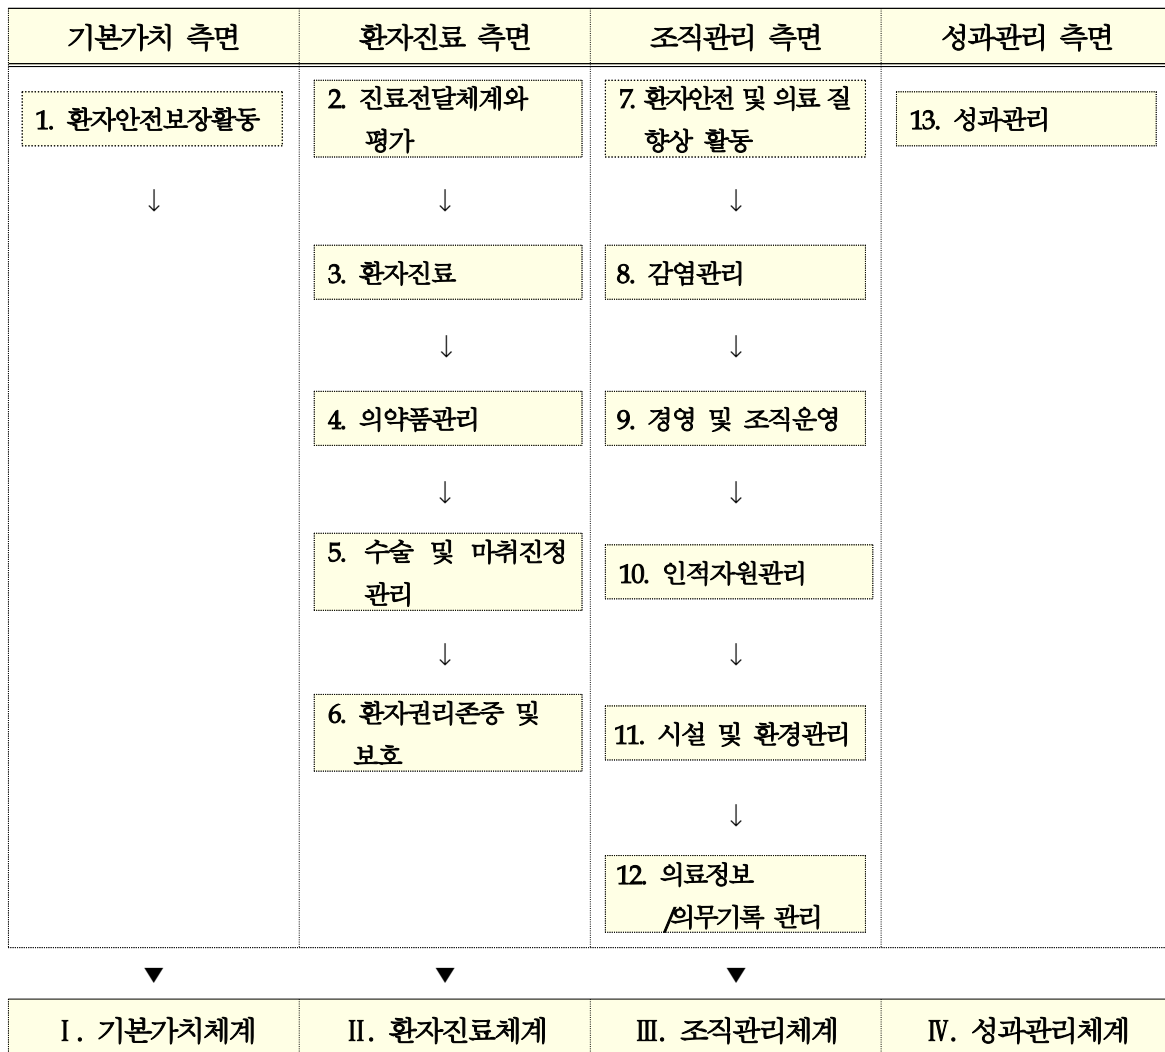 기본가치 측면
환자진료 측면
조직관리 측면
성과관리 측면
1. 환자안전보장활동
↓
2. 진료전달체계와
평가
↓
3. 환자진료
↓
4. 의약품관리
↓
5. 수술 및 마취진정
관리
↓
6. 환자권리존중 및
보호
7. 환자안전 및 의료 질
향상 활동
↓
8. 감염관리
↓
9. 경영 및 조직운영
↓
10. 인적자원관리
↓
11. 시설 및 환경관리
↓
12. 의료정보
/의무기록 관리
13. 성과관리
▼
▼
▼
Ⅰ. 기본가치체계
Ⅱ. 환자진료체계
Ⅲ. 조직관리체계
Ⅳ. 성과관리체계